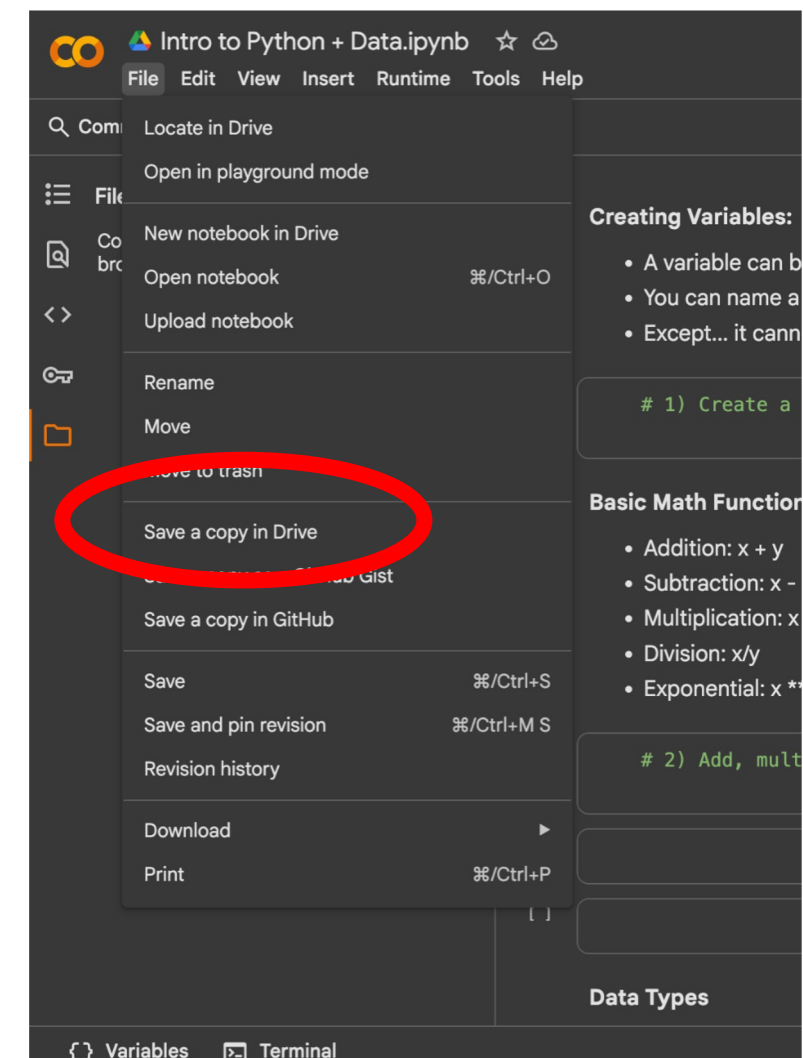 Intro to Python + Data.ipynb
File Edit View Insert Runtime Tools Help
Locate in Drive
Open in playground mode
New notebook in Drive
Open notebook ⌘/Ctrl+O
Upload notebook
Rename
Move
to trash
Save a copy in Drive
Gist
Save a copy in GitHub
Save ⌘/Ctrl+S
Save and pin revision ⌘/Ctrl+M S
Revision history
Download
Print ⌘/Ctrl+P
Creating Variables:
• A variable can b
• You can name a
• Except... it cann
# 1) Create a
Basic Math Function
• Addition: x + y
• Subtraction: x -
• Multiplication: x
• Division: x/y
• Exponential: x **
# 2) Add, mult
[ ]
Data Types
{ } Variables Terminal